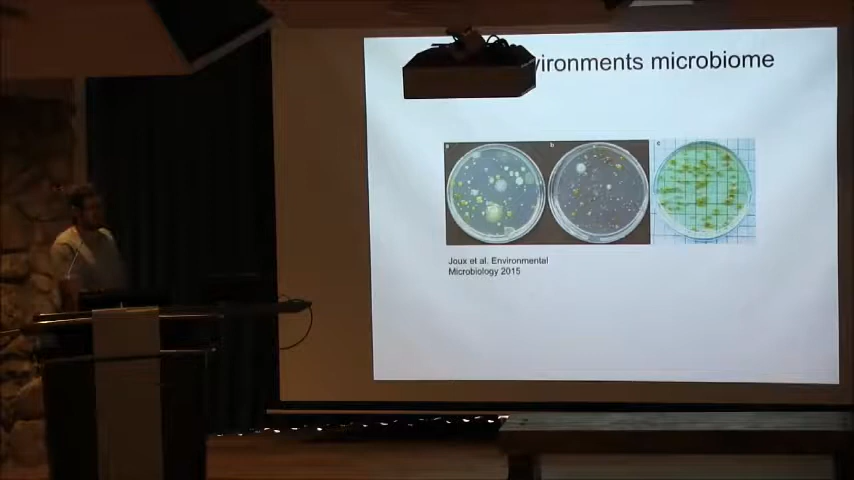 vironments microbiome
a b c
Joux et al. Environmental
Microbiology 2015